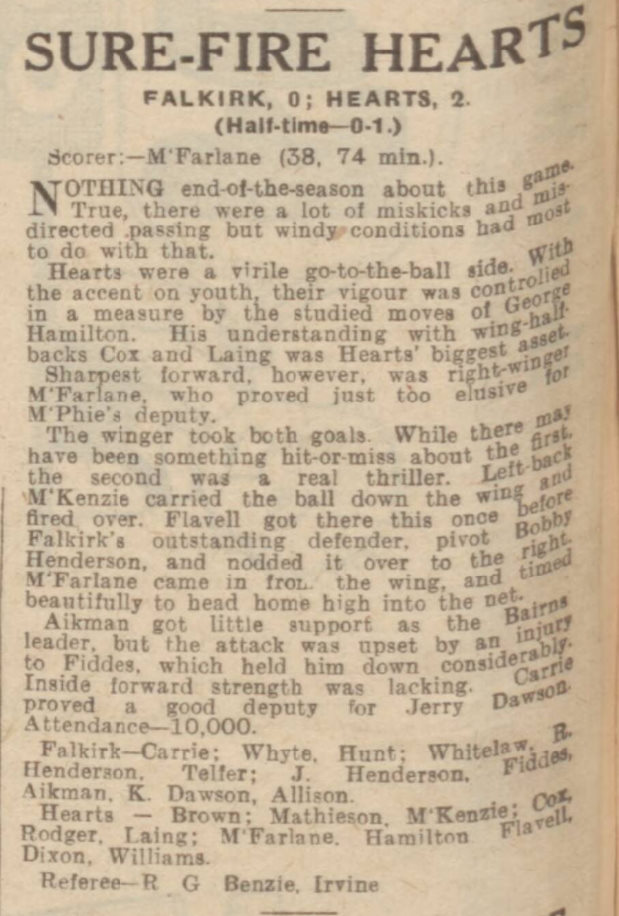 SURE-FIRE HEARTS
FALKIRK, 0; HEARTS, 2.
(Half-time—0-1.)
Scorer:—M'Farlane (38, 74 min.).
NOTHING end-of-the-season about this game.
True, there were a lot of miskicks and mis-
directed passing but windy conditions had most
to do with that.
Hearts were a virile go-to-the-ball side. With
the accent on youth, their vigour was controlled
in a measure by the studied moves of George
Hamilton. His understanding with wing-half-
backs Cox and Laing was Hearts' biggest asset.
Sharpest forward, however, was right-winger
M'Farlane, who proved just too elusive for
M'Phie's deputy.
The winger took both goals. While there may
have been something hit-or-miss about the first,
the second was a real thriller. Left-back
M'Kenzie carried the ball down the wing and
fired over. Flavell got there this once before
Falkirk's outstanding defender, pivot Bobby
Henderson, and nodded it over to the right.
M'Farlane came in from the wing, and timed
beautifully to head home high into the net.
Aikman got little support as the Bairns
leader, but the attack was upset by an injury
to Fiddes, which held him down considerably.
Inside forward strength was lacking. Carrie
proved a good deputy for Jerry Dawson.
Attendance—10,000.
Falkirk—Carrie; Whyte, Hunt; Whitelaw, R.
Henderson, Telfer; J. Henderson, Fiddes,
Aikman, K. Dawson, Allison.
Hearts — Brown; Mathieson, M'Kenzie; Cox,
Rodger, Laing; M'Farlane, Hamilton Flavell,
Dixon, Williams.
Referee—R G Benzie, Irvine